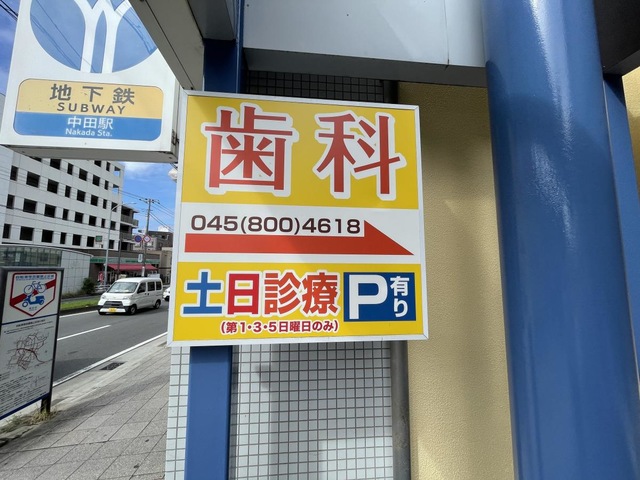 地下鉄
SUBWAY
中田駅
Nakada Sta.
歯科
045(800)4618
土日診療
(第1・3・5日曜日のみ)
P有り